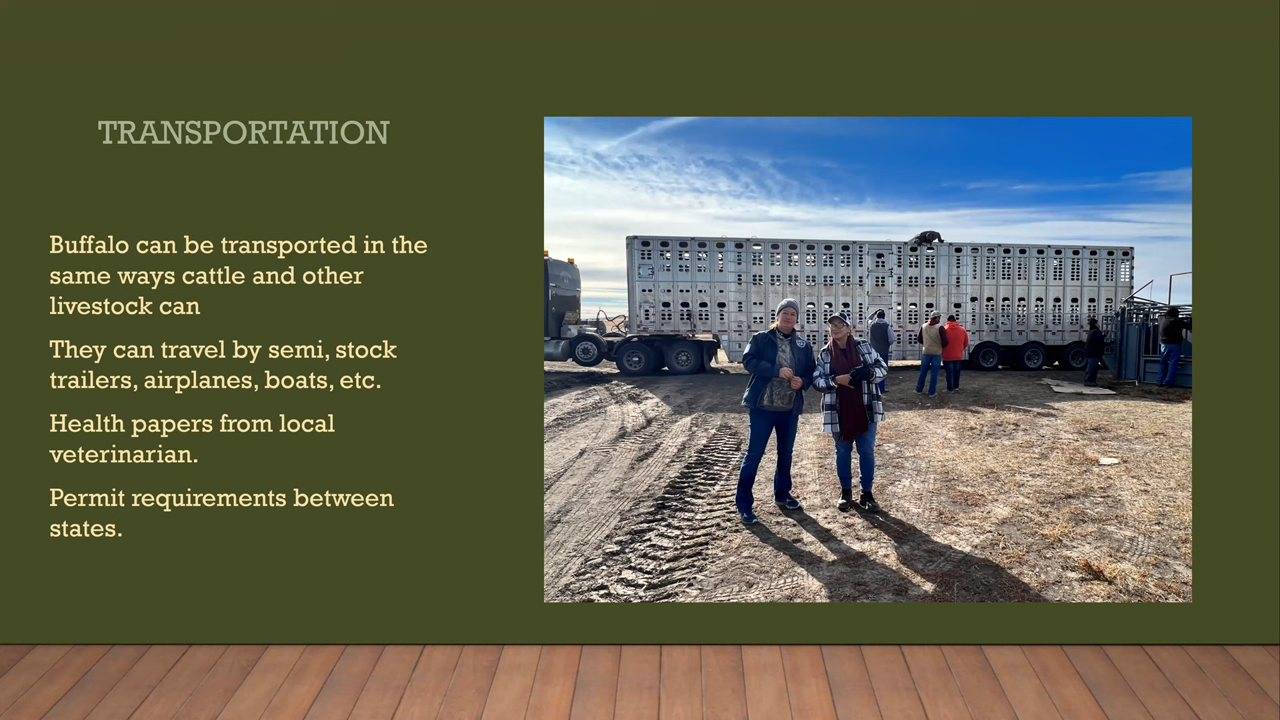 TRANSPORTATION
Buffalo can be transported in the
same ways cattle and other
livestock can
They can travel by semi, stock
trailers, airplanes, boats, etc.
Health papers from local
veterinarian.
Permit requirements between
states.